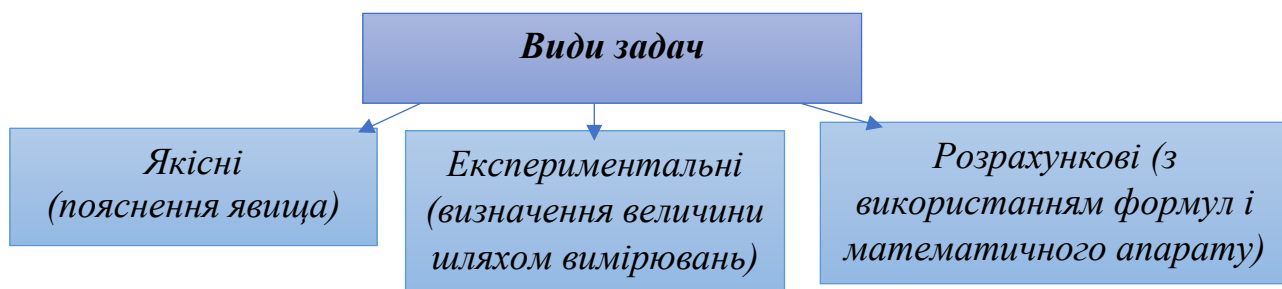 Види задач
Якісні
(пояснення явища)
Експериментальні
(визначення величини
шляхом вимірювань)
Розрахункові (з
використанням формул і
математичного апарату)